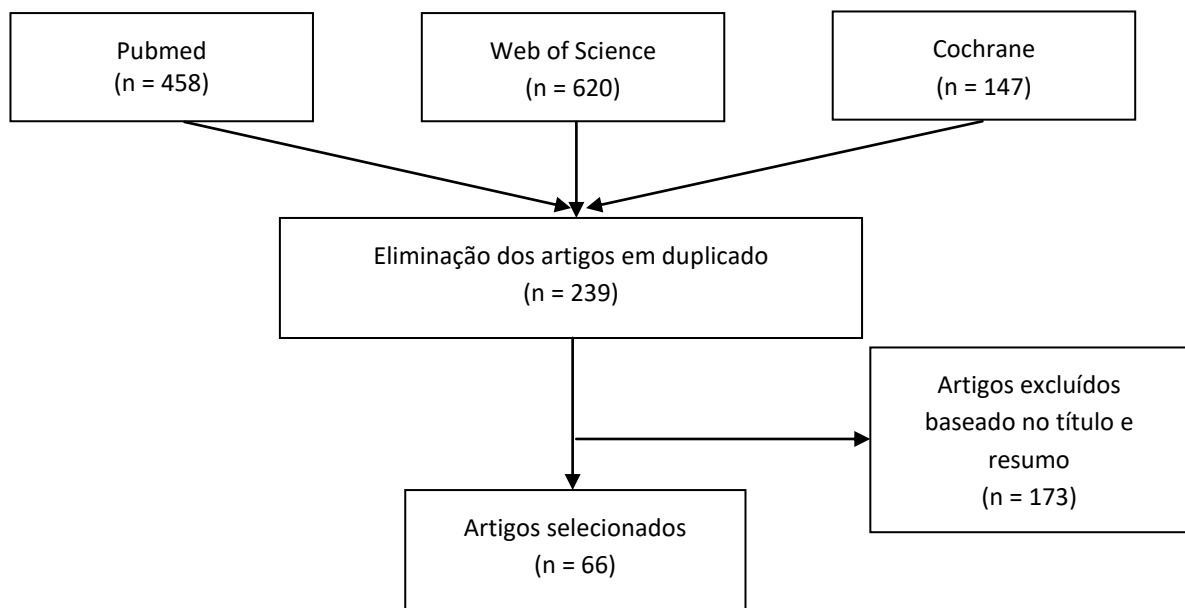 Pubmed
(n = 458)
Web of Science
(n = 620)
Cochrane
(n = 147)
Eliminação dos artigos em duplicado
(n = 239)
Artigos excluídos
baseado no título e
resumo
(n = 173)
Artigos selecionados
(n = 66)